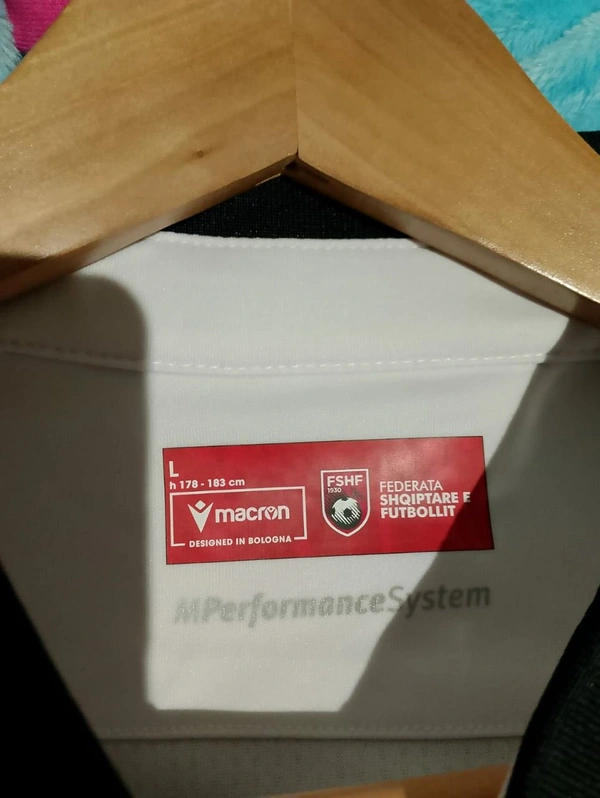 L
h 178 - 183 cm
macron
DESIGNED IN BOLOGNA
FSHF
1930
FEDERATA
SHQIPTARE E
FUTBOLLIT
MPerformanceSystem